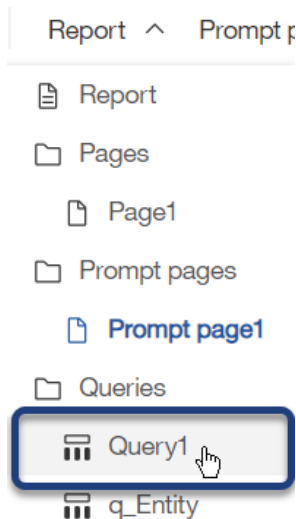 Report Prompt p
Report
Pages
Page1
Prompt pages
Prompt page1
Queries
Query1
q_Entity